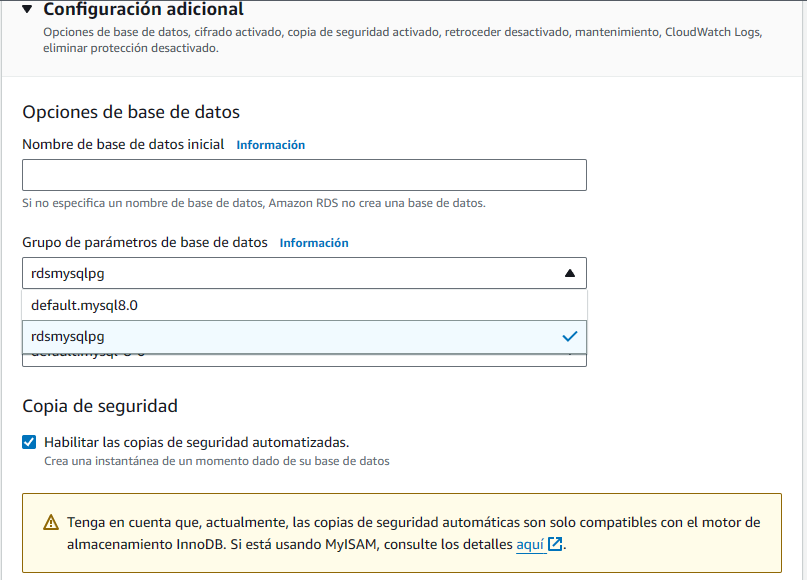 Configuración adicional
Opciones de base de datos, cifrado activado, copia de seguridad activado, retroceder desactivado, mantenimiento, CloudWatch Logs,
eliminar protección desactivado.
Opciones de base de datos
Nombre de base de datos inicial Información
Si no especifica un nombre de base de datos, Amazon RDS no crea una base de datos.
Grupo de parámetros de base de datos Información
rdsmysqlpg
default.mysql8.0
rdsmysqlpg
Copia de seguridad
Habilitar las copias de seguridad automatizadas.
Crea una instantánea de un momento dado de su base de datos
Tenga en cuenta que, actualmente, las copias de seguridad automáticas son solo compatibles con el motor de
almacenamiento InnoDB. Si está usando MyISAM, consulte los detalles aquí.